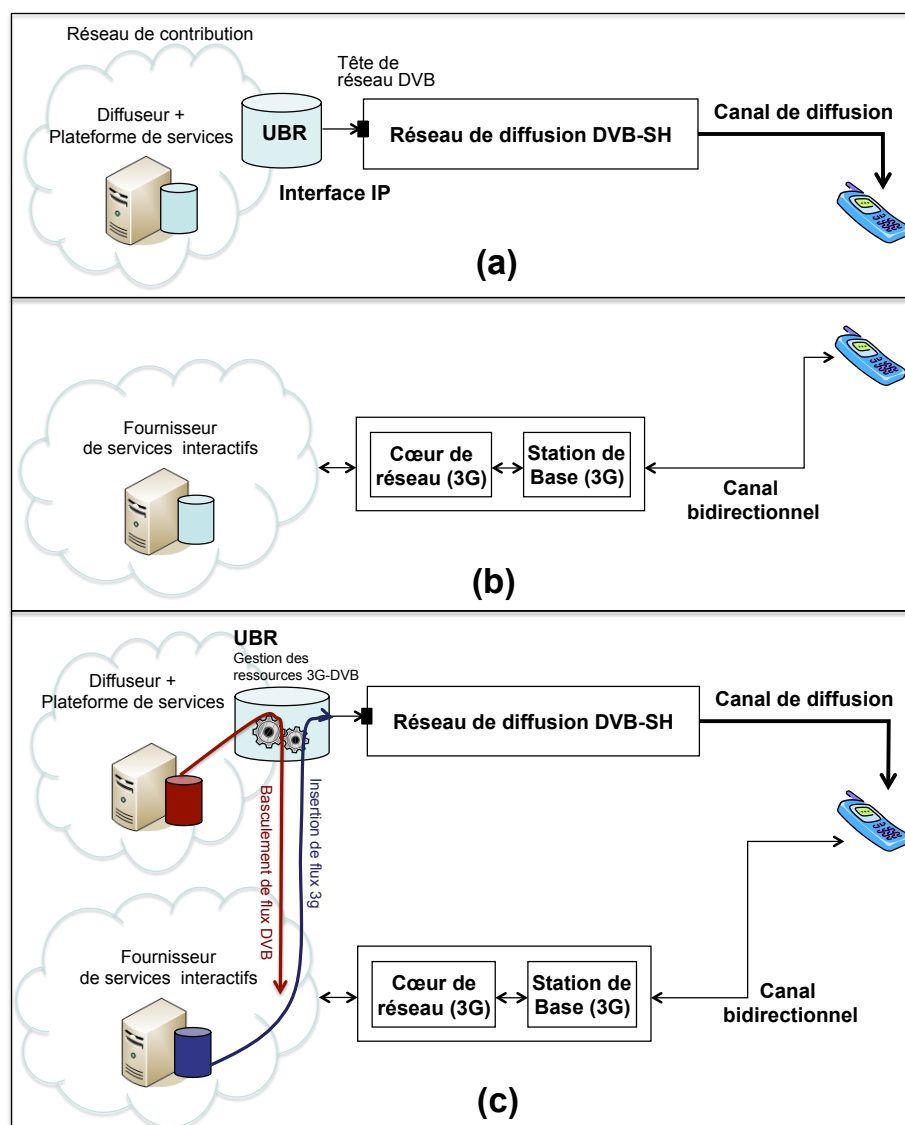 Réseau de contribution
Tête de
réseau DVB
Diffuseur +
Plateforme de services
UBR
Réseau de diffusion DVB-SH
Canal de diffusion
Interface IP
(a)
Fournisseur
de services interactifs
Cœur de
réseau (3G)
Station de
Base (3G)
Canal
bidirectionnel
(b)
UBR
Gestion des
ressources 3G-DVB
Diffuseur +
Plateforme de services
Réseau de diffusion DVB-SH
Canal de diffusion
Basculement de flux DVB
Insertion de flux 3g
Fournisseur
de services interactifs
Cœur de
réseau (3G)
Station de
Base (3G)
Canal
bidirectionnel
(c)